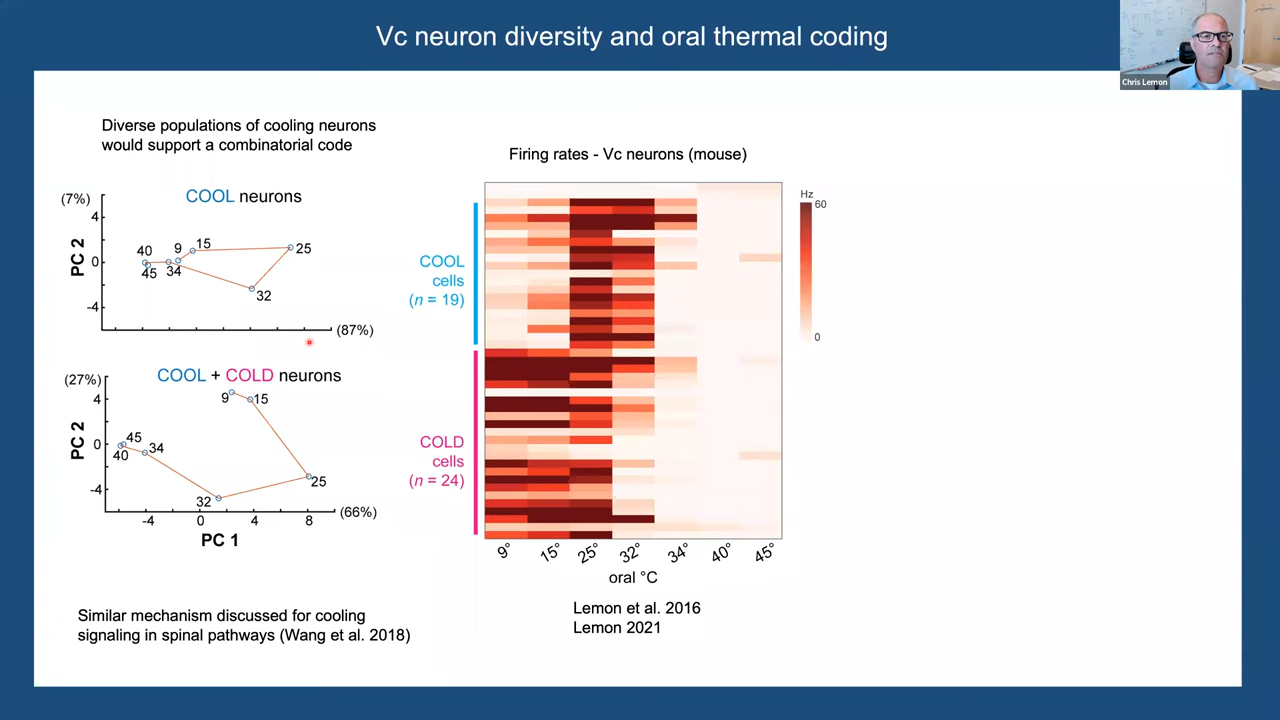 Vc neuron diversity and oral thermal coding
Chris Lemon
Diverse populations of cooling neurons
would support a combinatorial code
(7%)
COOL neurons
4
0
-4
PC 2
40
45
9
34
15
25
32
(87%)
(27%)
COOL + COLD neurons
4
0
-4
PC 2
9
15
45
40
34
32
25
(66%)
-4
0
4
8
PC 1
Similar mechanism discussed for cooling
signaling in spinal pathways (Wang et al. 2018)
Firing rates - Vc neurons (mouse)
COOL
cells
(n = 19)
COLD
cells
(n = 24)
9°
15°
25°
32°
34°
40°
45°
oral °C
Hz
60
0
Lemon et al. 2016
Lemon 2021